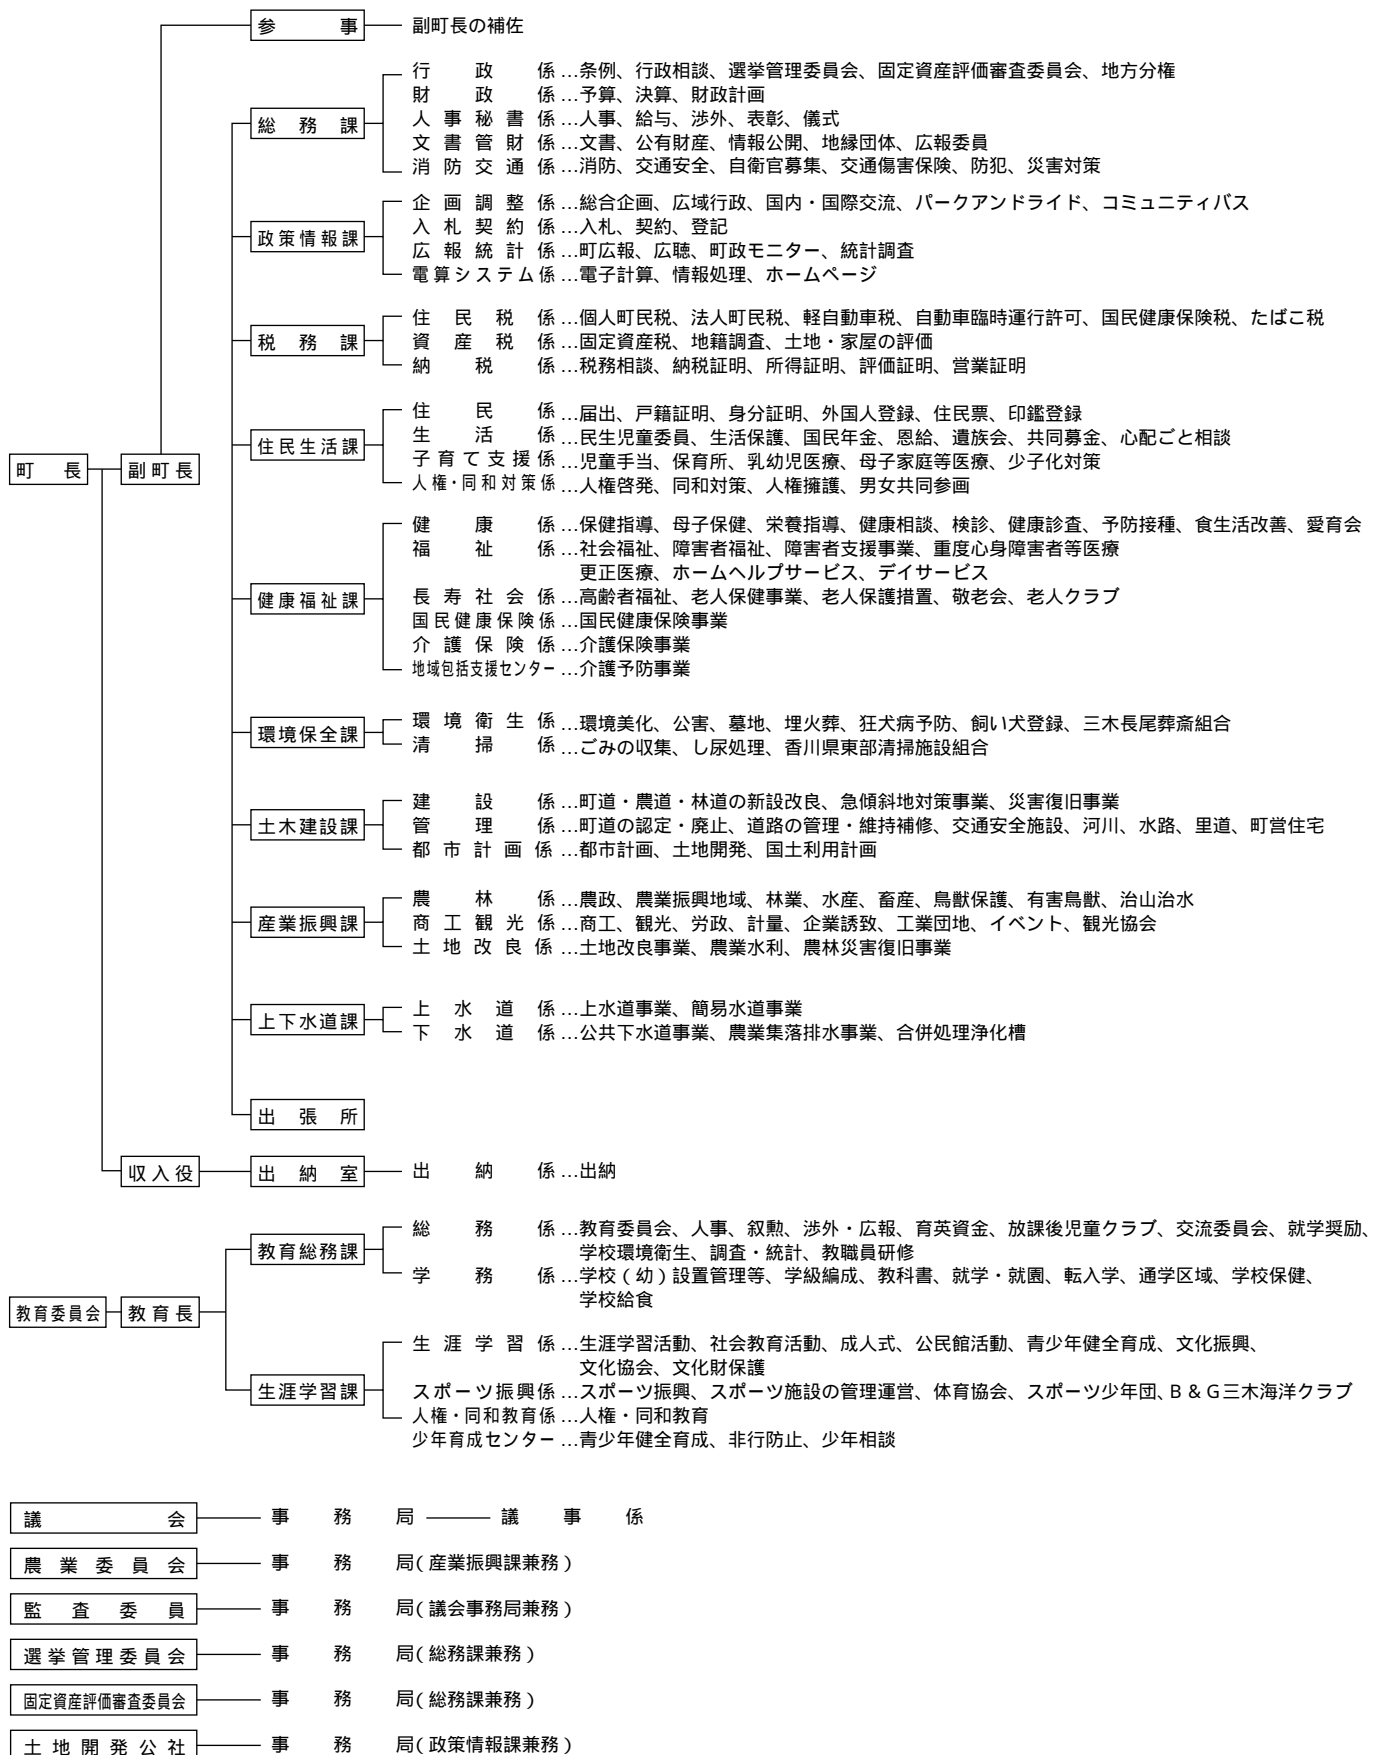 参事 副町長の補佐
行政係…条例、行政相談、選挙管理委員会、固定資産評価審査委員会、地方分権
財政係…予算、決算、財政計画
総務課 人事秘書係…人事、給与、渉外、表彰、儀式
文書管財係…文書、公有財産、情報公開、地縁団体、広報委員
消防交通係…消防、交通安全、自衛官募集、交通傷害保険、防犯、災害対策
企画調整係…総合企画、広域行政、国内・国際交流、パークアンドライド、コミュニティバス
入札契約係…入札、契約、登記
政策情報課
広報統計係…町広報、広聴、町政モニター、統計調査
電算システム係…電子計算、情報処理、ホームページ
住民税係…個人町民税、法人町民税、軽自動車税、自動車臨時運行許可、国民健康保険税、たばこ税
税務課 資産税係…固定資産税、地籍調査、土地・家屋の評価
納税係…税務相談、納税証明、所得証明、評価証明、営業証明
住民係…届出、戸籍証明、身分証明、外国人登録、住民票、印鑑登録
生活係…民生児童委員、生活保護、国民年金、恩給、遺族会、共同募金、心配ごと相談
住民生活課
子育て支援係…児童手当、保育所、乳幼児医療、母子家庭等医療、少子化対策
町長 副町長
人権・同和対策係…人権啓発、同和対策、人権擁護、男女共同参画
健康係…保健指導、母子保健、栄養指導、健康相談、検診、健康診査、予防接種、食生活改善、愛育会
福祉係…社会福祉、障害者福祉、障害者支援事業、重度心身障害者等医療
更正医療、ホームヘルプサービス、デイサービス
健康福祉課 長寿社会係…高齢者福祉、老人保健事業、老人保護措置、敬老会、老人クラブ
国民健康保険係…国民健康保険事業
介護保険係…介護保険事業
地域包括支援センター…介護予防事業
環境保全課 環境衛生係…環境美化、公害、墓地、埋火葬、狂犬病予防、飼い犬登録、三木長尾葬斎組合
清掃係…ごみの収集、し尿処理、香川県東部清掃施設組合
建設係…町道・農道・林道の新設改良、急傾斜地対策事業、災害復旧事業
土木建設課 管理係…町道の認定・廃止、道路の管理・維持補修、交通安全施設、河川、水路、里道、町営住宅
都市計画係…都市計画、土地開発、国土利用計画
農林係…農政、農業振興地域、林業、水産、畜産、鳥獣保護、有害鳥獣、治山治水
産業振興課 商工観光係…商工、観光、労政、計量、企業誘致、工業団地、イベント、観光協会
土地改良係…土地改良事業、農業水利、農林災害復旧事業
上下水道課 上水道係…上水道事業、簡易水道事業
下水道係…公共下水道事業、農業集落排水事業、合併処理浄化槽
出張所
収入役 出納室 出納係…出納
総務係…教育委員会、人事、叙勲、渉外・広報、育英資金、放課後児童クラブ、交流委員会、就学奨励、
教育総務課 学校環境衛生、調査・統計、教職員研修
学務係…学校(幼)設置管理等、学級編成、教科書、就学・就園、転入学、通学区域、学校保健、
学校給食
教育委員会 教育長
生涯学習係…生涯学習活動、社会教育活動、成人式、公民館活動、青少年健全育成、文化振興、
文化協会、文化財保護
生涯学習課 スポーツ振興係…スポーツ振興、スポーツ施設の管理運営、体育協会、スポーツ少年団、B&G三木海洋クラブ
人権・同和教育係…人権・同和教育
少年育成センター…青少年健全育成、非行防止、少年相談
議会 事務局 議事係
農業委員会 事務局(産業振興課兼務)
監査委員 事務局(議会事務局兼務)
選挙管理委員会 事務局(総務課兼務)
固定資産評価審査委員会 事務局(総務課兼務)
土地開発公社 事務局(政策情報課兼務)